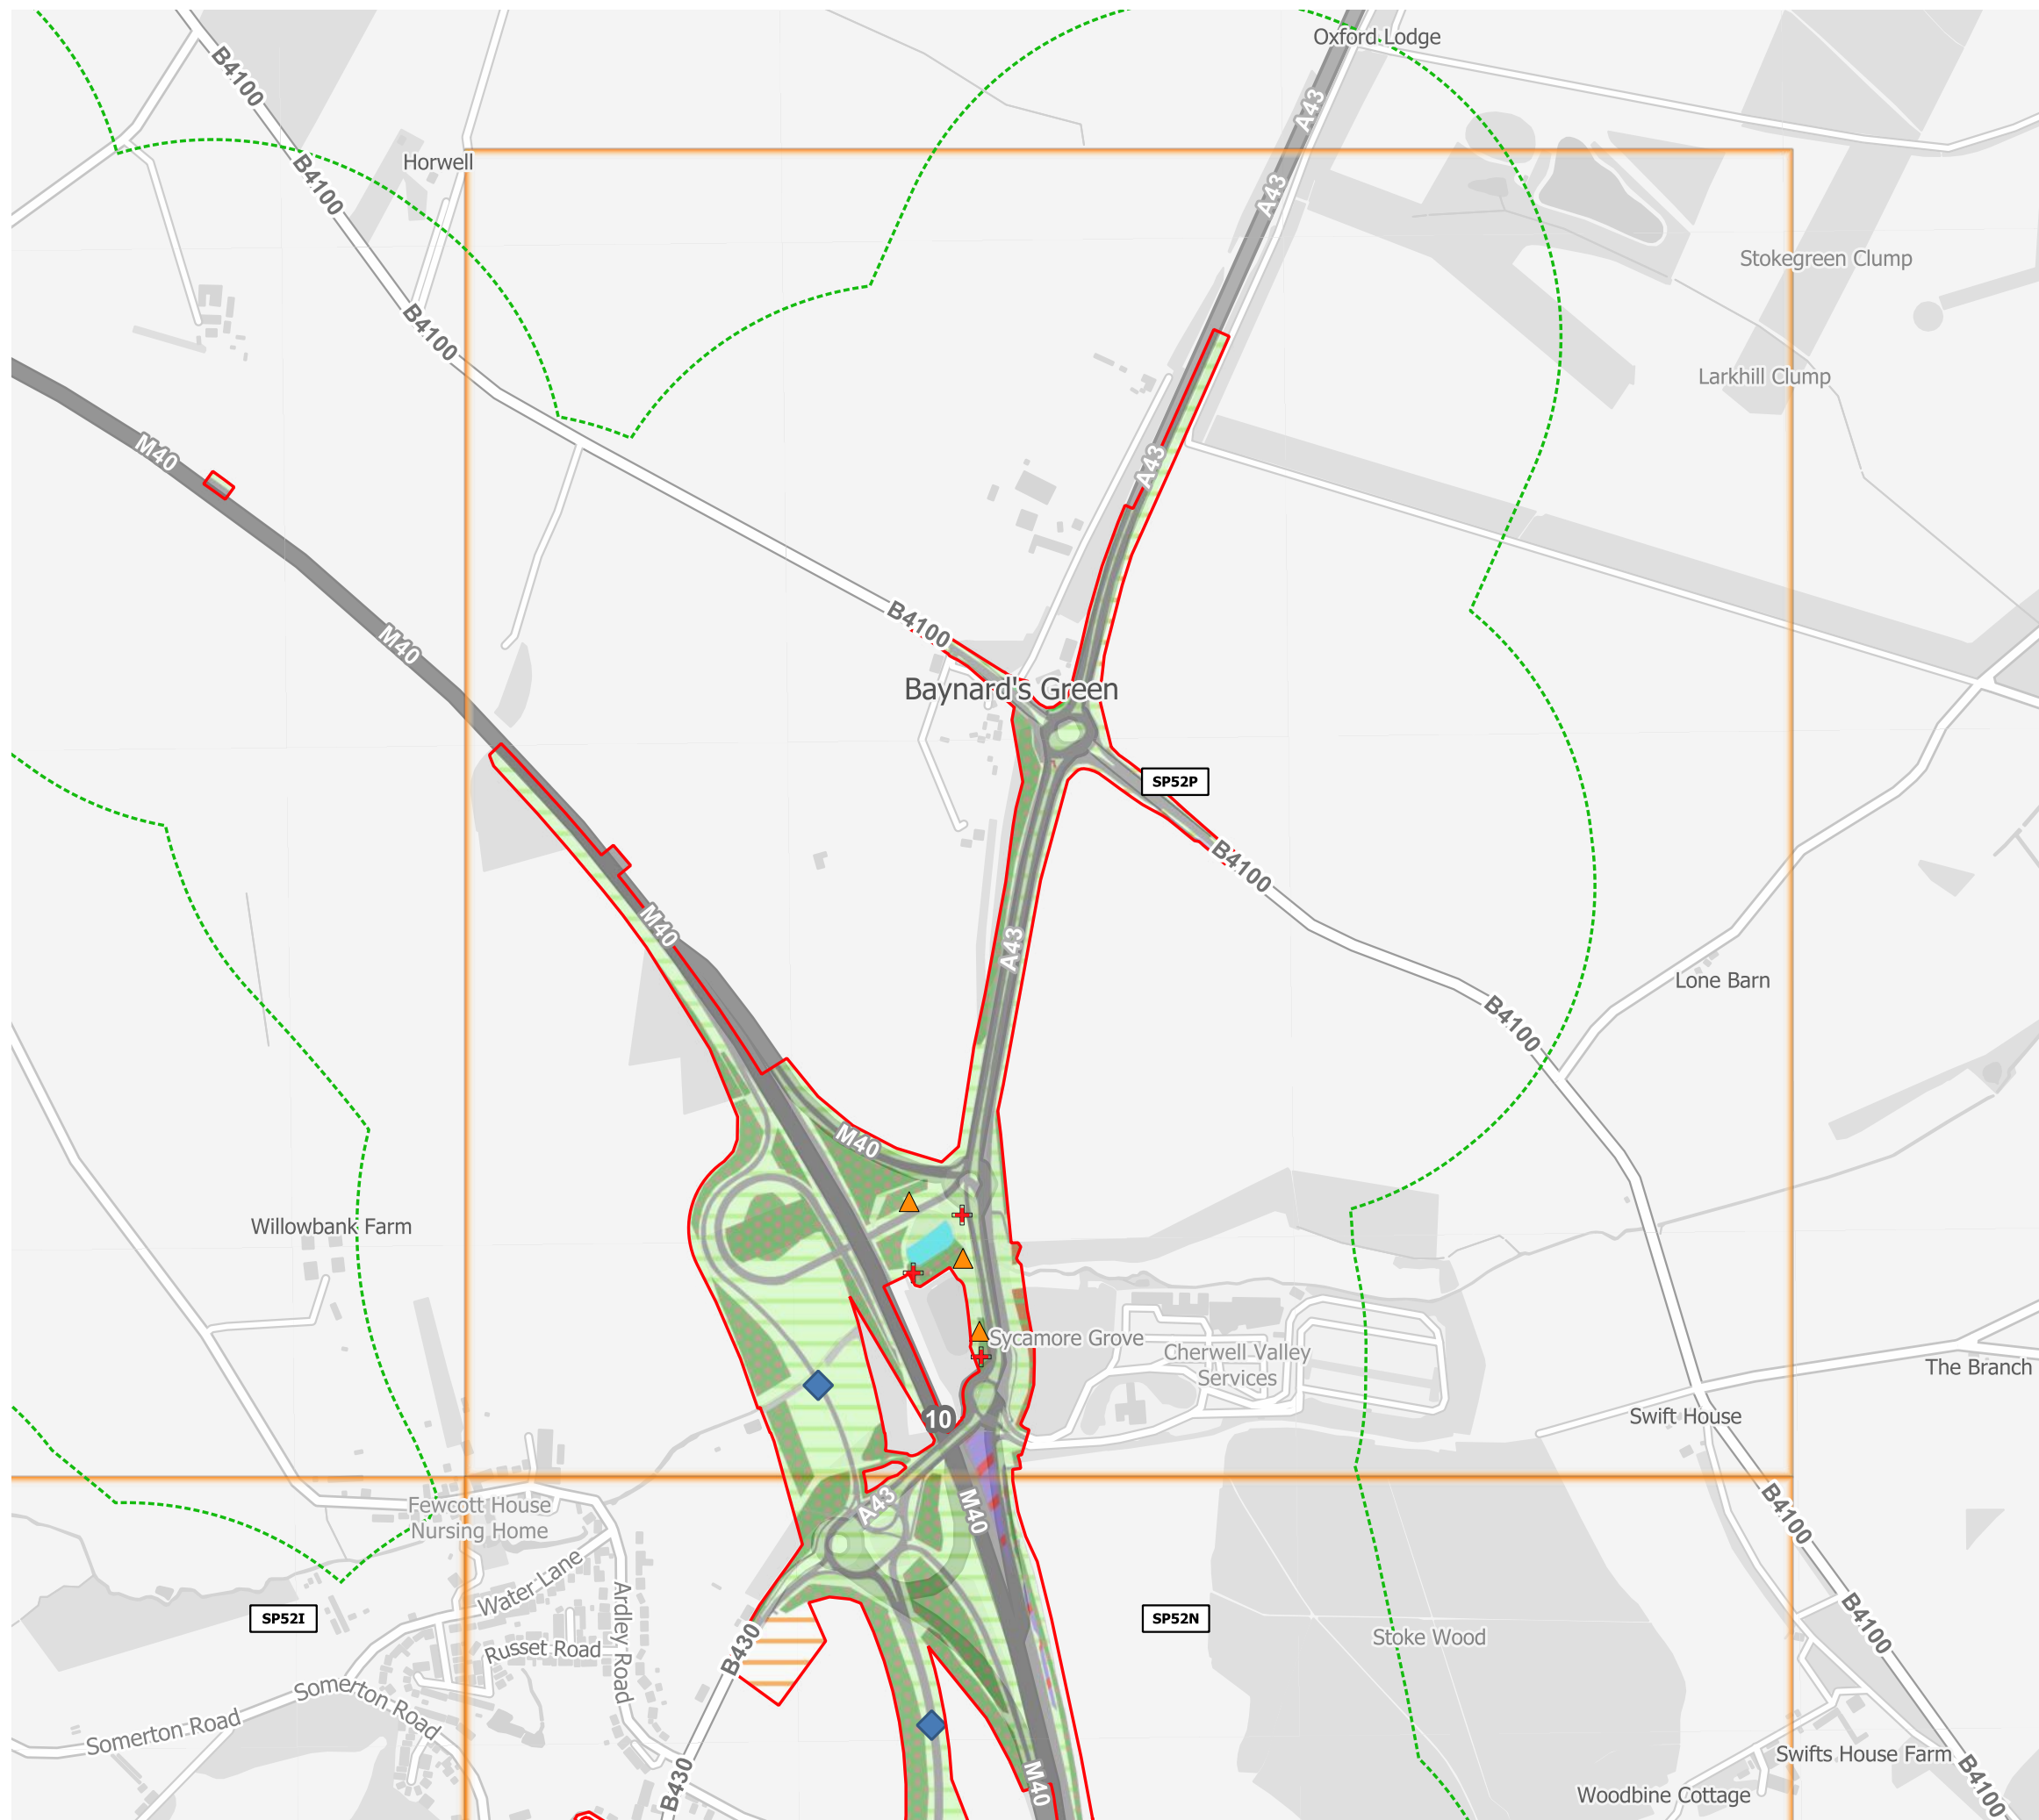 Oxford Lodge
B4100
A43
Horwell
B4100
A43
Stokegreen Clump
B4100
Larkhill Clump
M40
A43
B4100
M40
Baynard's Green
SP52P
B4100
M40
A43
Lone Barn
B4100
M40
Willowbank Farm
Sycamore Grove
Cherwell Valley
Services
The Branch
10
Swift House
Fewcott House
Nursing Home
A43
M40
B4100
Water Lane
SP52I
Ardley Road
SP52N
B4100
Stoke Wood
Russet Road
B430
Somerton Road
Somerton Road
Swifts House Farm
B430
M40
Woodbine Cottage
B4100